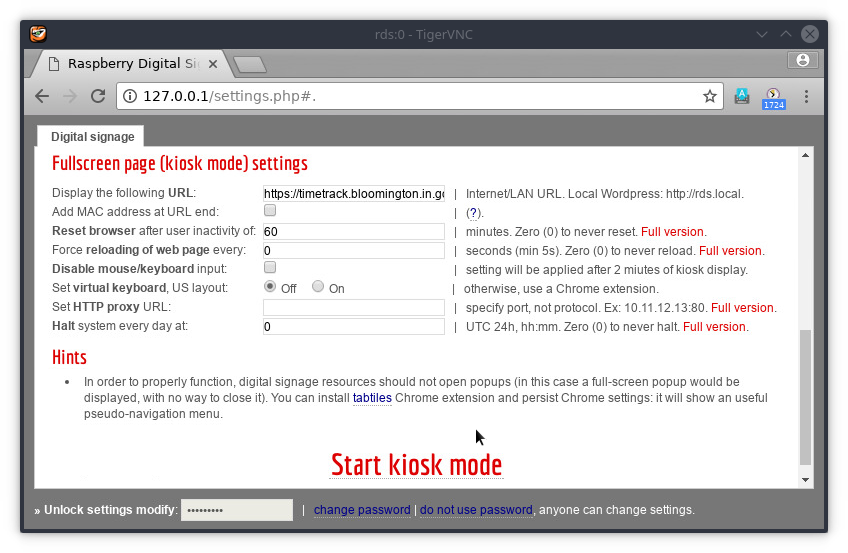 rds:0 - TigerVNC
Raspberry Digital Si
127.0.0.1/settings.php#.
1724
Digital signage
Fullscreen page (kiosk mode) settings
Display the following URL: https://timetrack.bloomington.in.go | Internet/LAN URL. Local Wordpress: http://rds.local.
Add MAC address at URL end: | (?).
Reset browser after user inactivity of: 60 | minutes. Zero (0) to never reset. Full version.
Force reloading of web page every: 0 | seconds (min 5s). Zero (0) to never reload. Full version.
Disable mouse/keyboard input: | setting will be applied after 2 miutes of kiosk display.
Set virtual keyboard, US layout: Off On | otherwise, use a Chrome extension.
Set HTTP proxy URL: | specify port, not protocol. Ex: 10.11.12.13:80. Full version.
Halt system every day at: 0 | UTC 24h, hh:mm. Zero (0) to never halt. Full version.
Hints
• In order to properly function, digital signage resources should not open popups (in this case a full-screen popup would be
displayed, with no way to close it). You can install tabtiles Chrome extension and persist Chrome settings: it will show an useful
pseudo-navigation menu.
Start kiosk mode
» Unlock settings modify: ••••••••• | change password | do not use password, anyone can change settings.